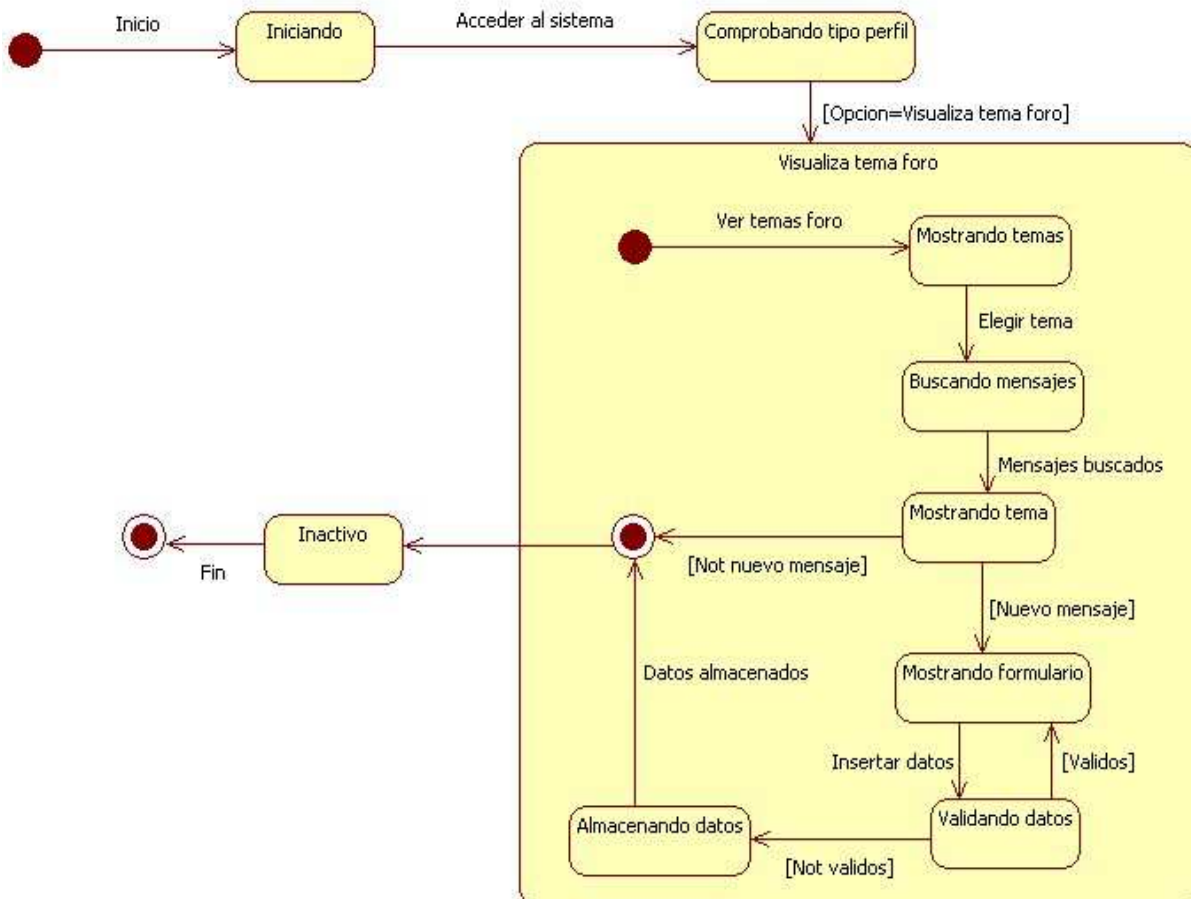 Inicio
Iniciando
Acceder al sistema
Comprobando tipo perfil
[Opcion=Visualiza tema foro]
Visualiza tema foro
Ver temas foro
Mostrando temas
Elegir tema
Buscando mensajes
Mensajes buscados
Mostrando tema
[Not nuevo mensaje]
Inactivo
Fin
[Nuevo mensaje]
Mostrando formulario
Datos almacenados
Insertar datos
[Validos]
Validando datos
[Not validos]
Almacenando datos